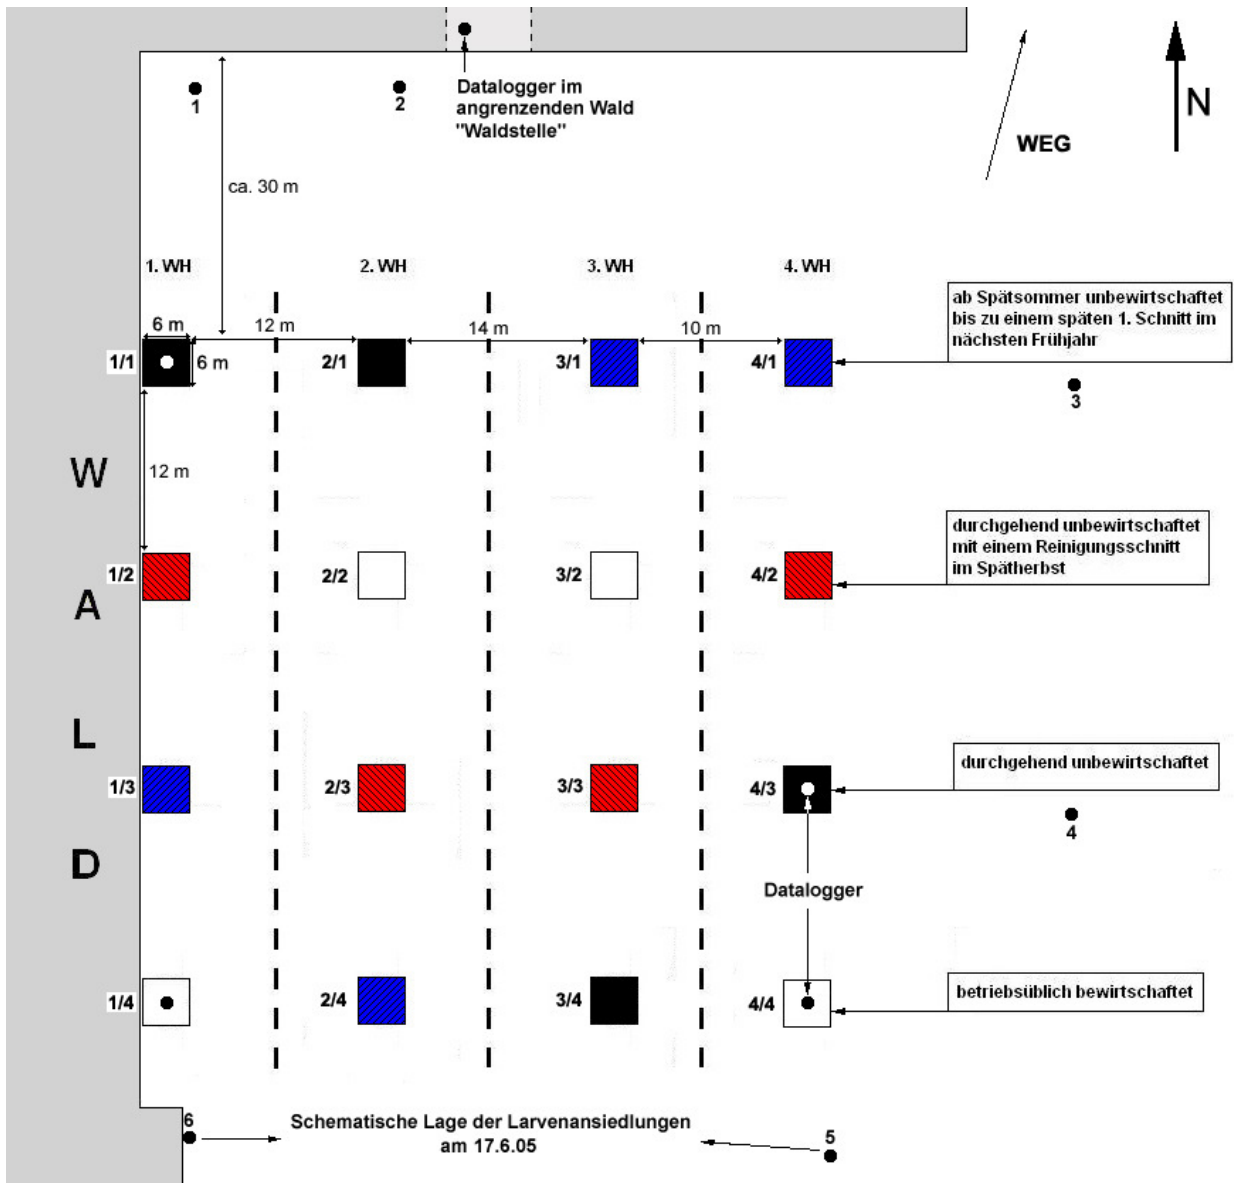 Datalogger im
angrenzenden Wald
"Waldstelle"
1
2
N
WEG
ca. 30 m
1. WH
2. WH
3. WH
4. WH
ab Spätsommer unbewirtschaftet
bis zu einem späten 1. Schnitt im
nächsten Frühjahr
6 m
12 m
14 m
10 m
1/1
6 m
2/1
3/1
4/1
3
W
12 m
durchgehend unbewirtschaftet
mit einem Reinigungsschnitt
im Spätherbst
1/2
2/2
3/2
4/2
A
L
durchgehend unbewirtschaftet
1/3
2/3
3/3
4/3
4
D
Datalogger
1/4
2/4
3/4
4/4
betriebsüblich bewirtschaftet
6
Schematische Lage der Larvenansiedlungen
am 17.6.05
5